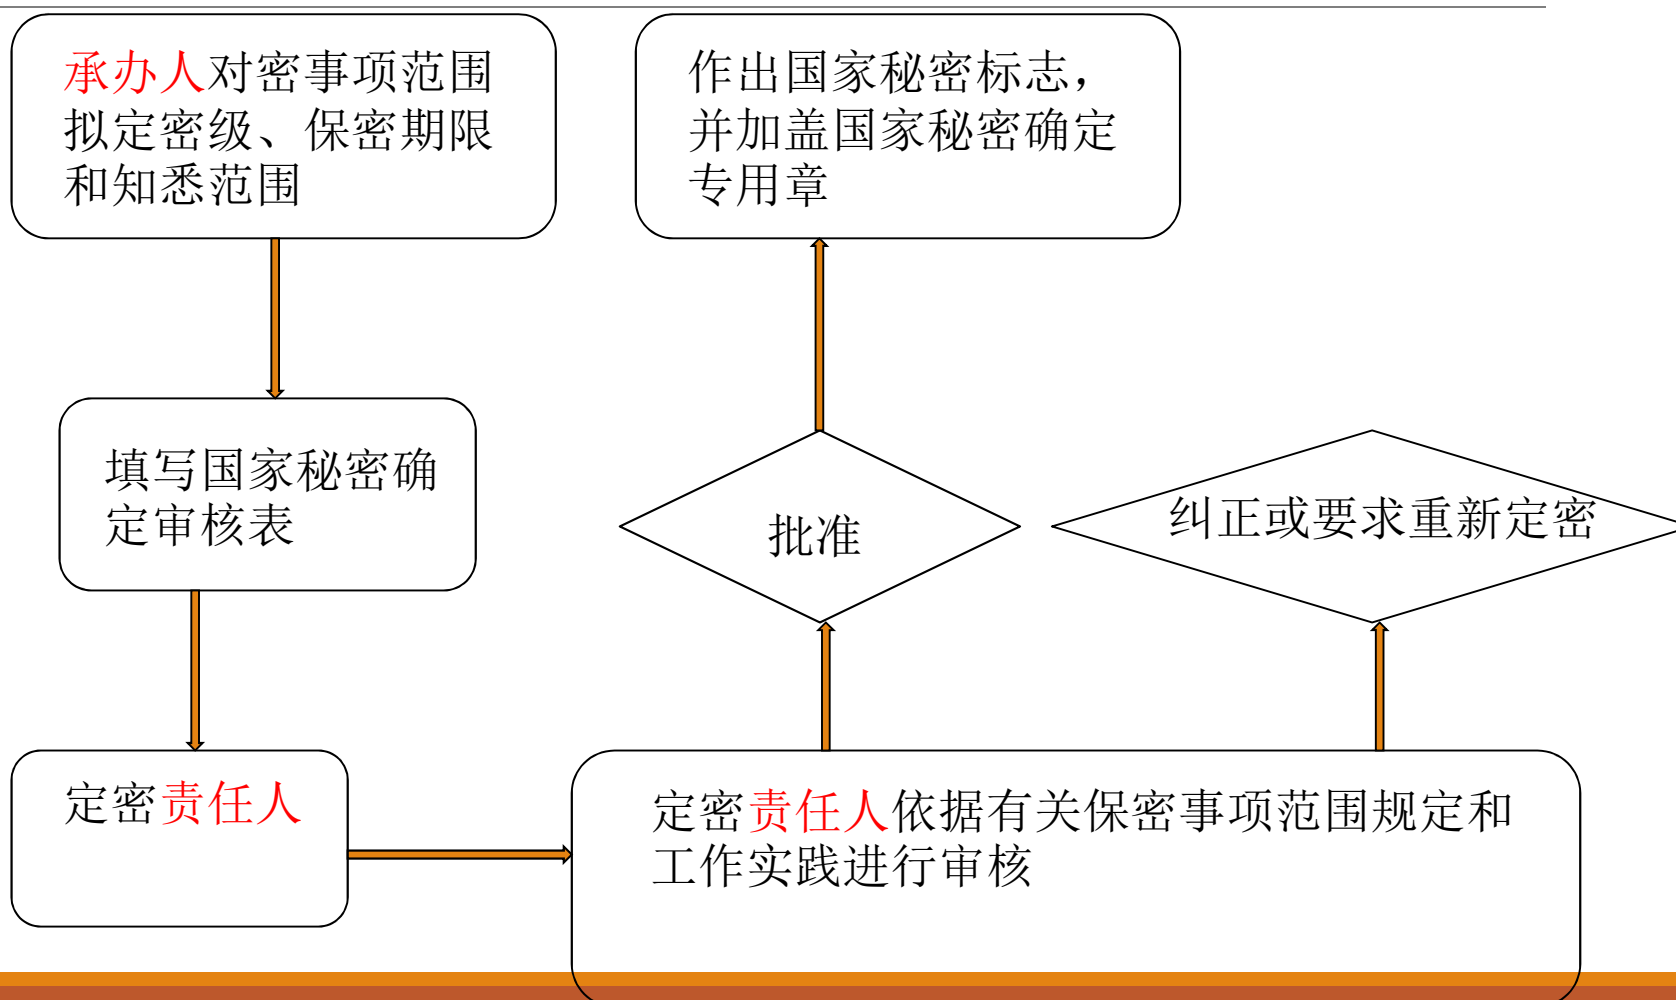 承办人对密事项范围
拟定密级、保密期限
和知悉范围
作出国家秘密标志，
并加盖国家秘密确定
专用章
填写国家秘密确
定审核表
批准
纠正或要求重新定密
定密责任人
定密责任人依据有关保密事项范围规定和
工作实践进行审核